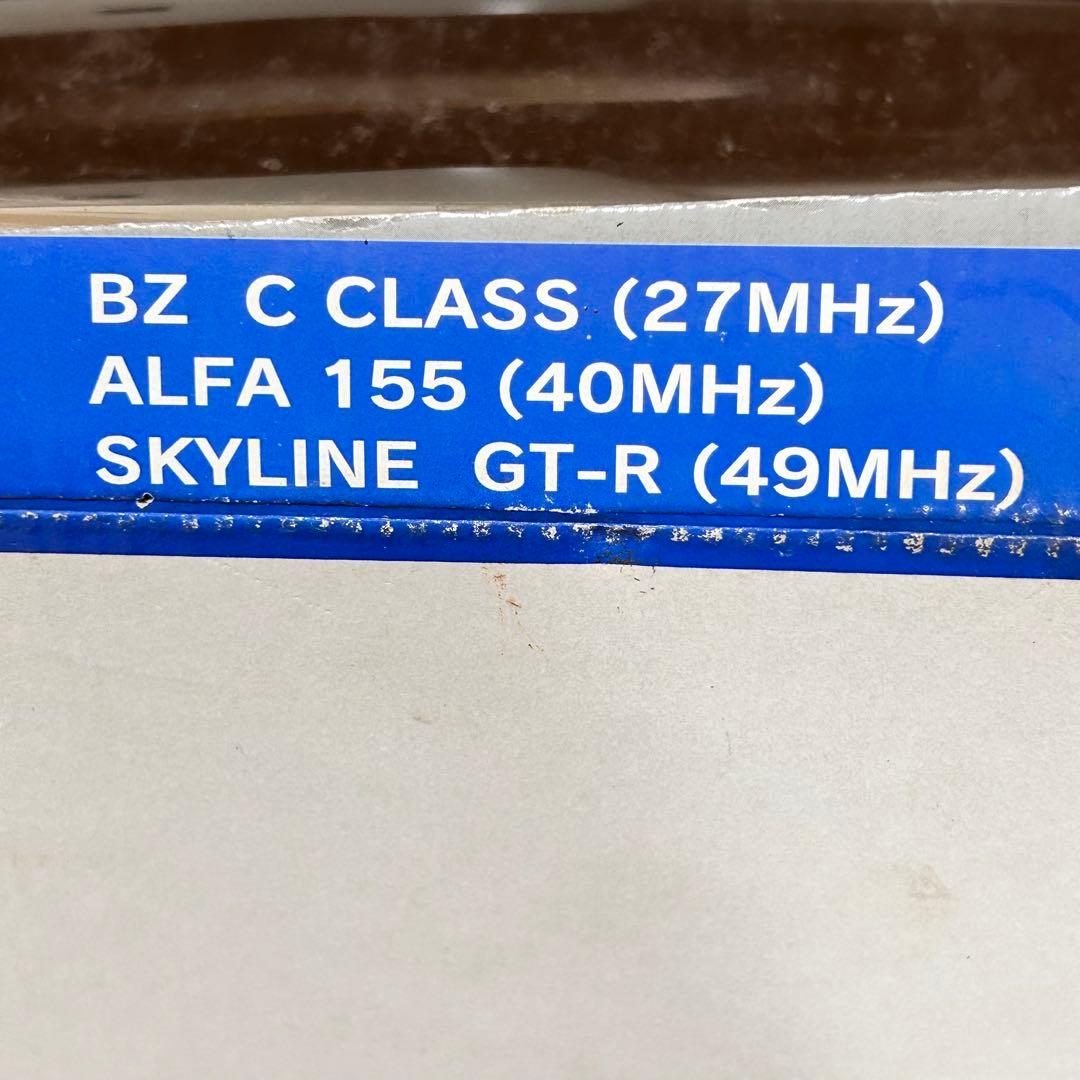 BZ C CLASS (27MHz)
ALFA 155 (40MHz)
SKYLINE GT-R (49MHz)